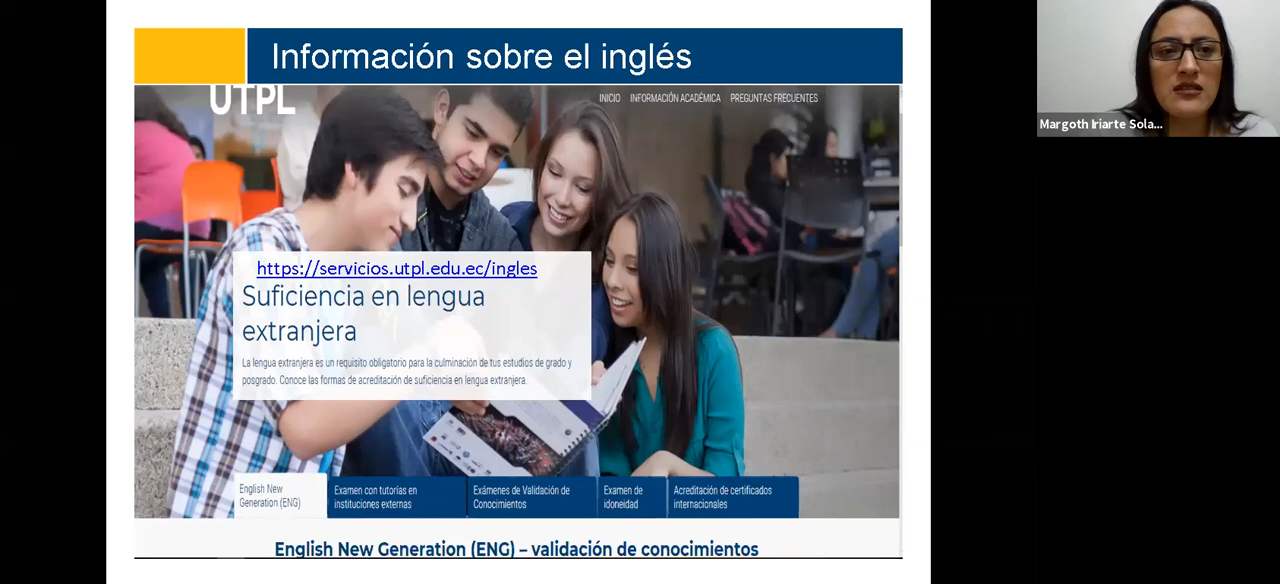 Información sobre el inglés
UTPL
INICIO INFORMACIÓN ACADÉMICA PREGUNTAS FRECUENTES
https://servicios.utpl.edu.ec/ingles
Suficiencia en lengua
extranjera
La lengua extranjera es un requisito obligatorio para la culminación de tus estudios de grado y
posgrado. Conoce las formas de acreditación de suficiencia en lengua extranjera.
English New
Generation (ENG)
Examen con tutorías en
instituciones externas
Exámenes de Validación de
Conocimientos
Examen de
idoneidad
Acreditación de certificados
internacionales
English New Generation (ENG) – validación de conocimientos
Margoth Iriarte Sola...